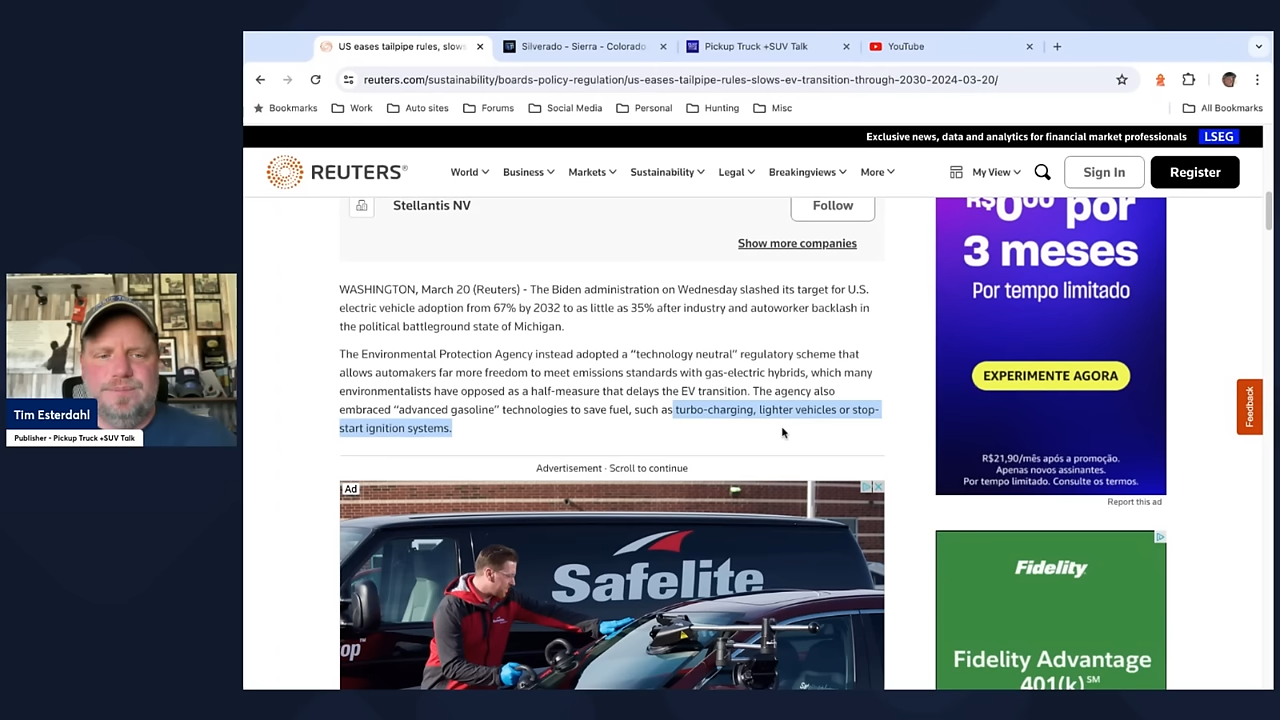 US eases tailpipe rules, slow
Silverado - Sierra - Colorado
Pickup Truck +SUV Talk
YouTube
reuters.com/sustainability/boards-policy-regulation/us-eases-tailpipe-rules-slows-ev-transition-through-2030-2024-03-20/
Bookmarks
Work
Auto sites
Forums
Social Media
Personal
Hunting
Misc
All Bookmarks
Exclusive news, data and analytics for financial market professionals
LSEG
REUTERS®
World
Business
Markets
Sustainability
Legal
Breakingviews
More
My View
Sign In
Register
Stellantis NV
Follow
Show more companies
WASHINGTON, March 20 (Reuters) - The Biden administration on Wednesday slashed its target for U.S.
electric vehicle adoption from 67% by 2032 to as little as 35% after industry and autoworker backlash in
the political battleground state of Michigan.
The Environmental Protection Agency instead adopted a “technology neutral” regulatory scheme that
allows automakers far more freedom to meet emissions standards with gas-electric hybrids, which many
environmentalists have opposed as a half-measure that delays the EV transition. The agency also
embraced “advanced gasoline” technologies to save fuel, such as turbo-charging, lighter vehicles or stop-
start ignition systems.
Advertisement · Scroll to continue
Ad
Safelite
op™
R$0⁰⁰ por
3 meses
Por tempo limitado
EXPERIMENTE AGORA
R$21,90/mês após a promoção.
Apenas novos assinantes.
Por tempo limitado. Consulte os termos.
Report this ad
Feedback
Fidelity
Fidelity Advantage
401(k)℠
TIm Esterdahl
Publisher - Pickup Truck +SUV Talk